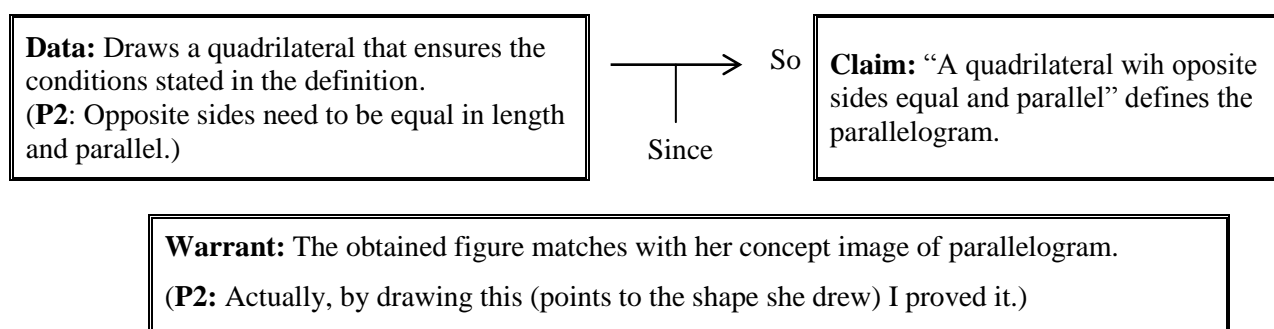 Data: Draws a quadrilateral that ensures the
conditions stated in the definition.
(P2: Opposite sides need to be equal in length
and parallel.)
So
Since
Claim: “A quadrilateral wih oposite
sides equal and parallel” defines the
parallelogram.
Warrant: The obtained figure matches with her concept image of parallelogram.
(P2: Actually, by drawing this (points to the shape she drew) I proved it.)